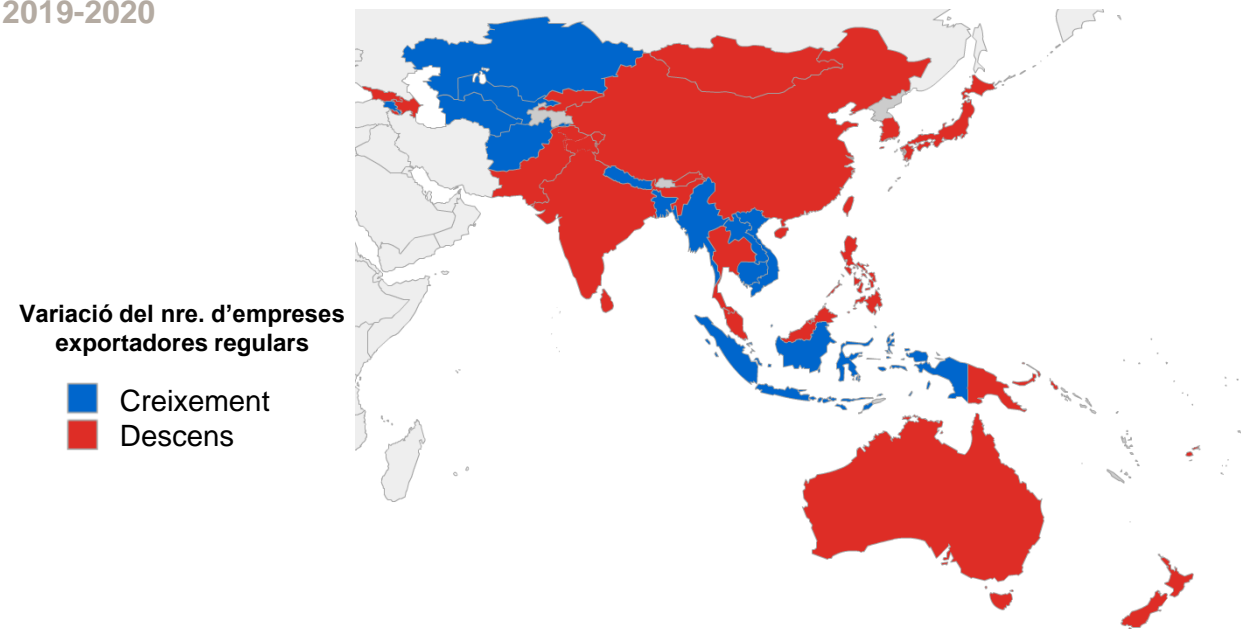 2019-2020
Variació del nre. d’empreses
exportadores regulars
Creixement
Descens